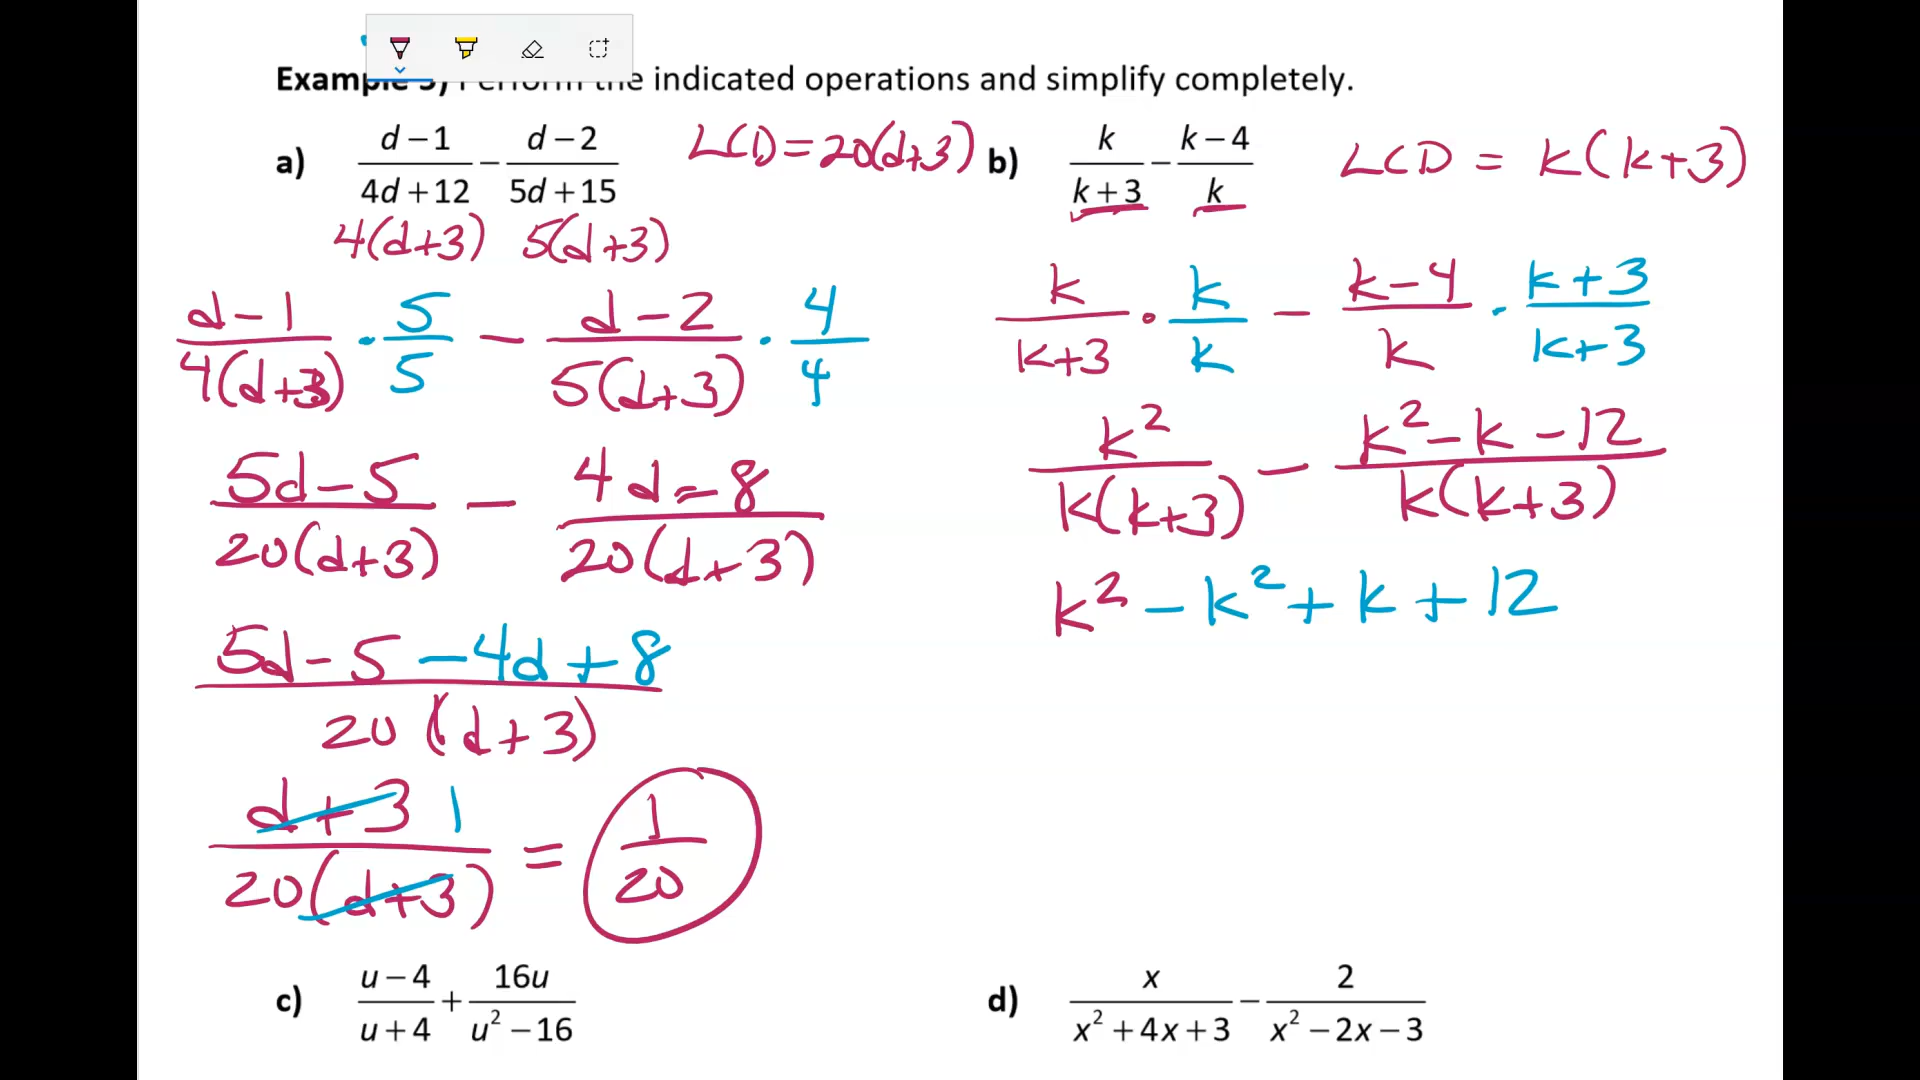 Example 5) Perform the indicated operations and simplify completely.
a) (d − 1)/(4d + 12) − (d − 2)/(5d + 15) LCD = 20(d+3)
4(d+3) 5(d+3)
(d − 1)/(4(d+3)) · 5/5 − (d − 2)/(5(d+3)) · 4/4
(5d − 5)/(20(d+3)) − (4d = 8)/(20(d+3))
(5d − 5 − 4d + 8)/(20(d+3))
(d+3) 1/(20(d+3)) = 1/20
b) k/(k + 3) − (k − 4)/k LCD = k(k+3)
k/(k+3) · k/k − (k−4)/k · (k+3)/(k+3)
k²/(k(k+3)) − (k² − k − 12)/(k(k+3))
k² − k² + k + 12
c) (u − 4)/(u + 4) + 16u/(u² − 16)
d) x/(x² + 4x + 3) − 2/(x² − 2x − 3)